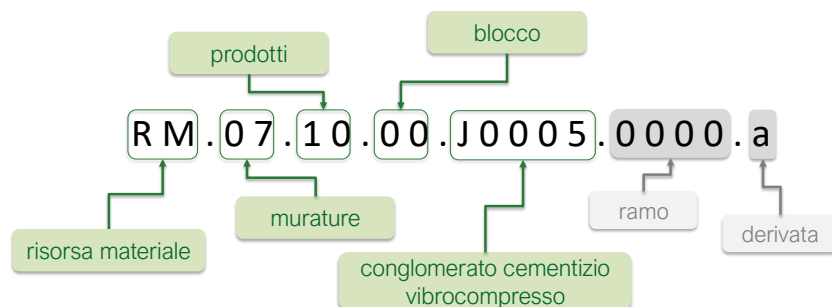 blocco
prodotti
RM.07.10.00.J0005.0000.a
murature
ramo
risorsa materiale
derivata
conglomerato cementizio
vibrocompresso